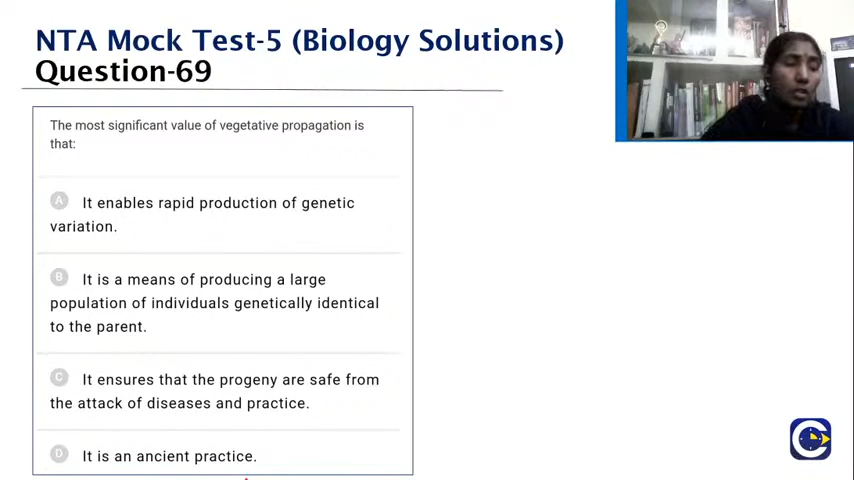 NTA Mock Test-5 (Biology Solutions)
Question-69
The most significant value of vegetative propagation is
that:
A It enables rapid production of genetic
variation.
B It is a means of producing a large
population of individuals genetically identical
to the parent.
C It ensures that the progeny are safe from
the attack of diseases and practice.
D It is an ancient practice.